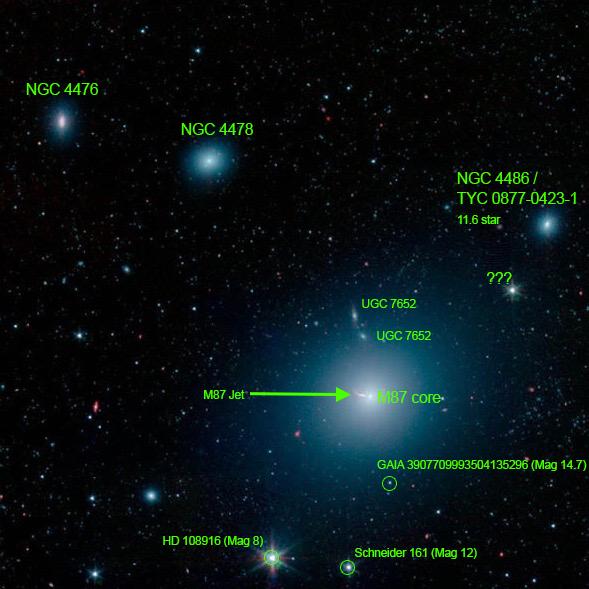 NGC 4476
NGC 4478
NGC 4486 /
TYC 0877-0423-1
11.6 star
???
UGC 7652
UGC 7652
M87 Jet
M87 core
GAIA 3907709993504135296 (Mag 14.7)
HD 108916 (Mag 8)
Schneider 161 (Mag 12)